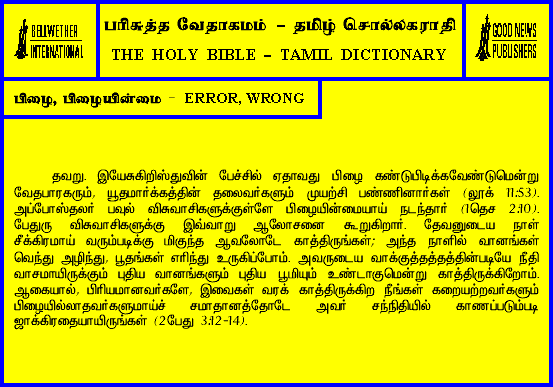 BELLWETHER
INTERNATIONAL
பரிசுத்த வேதாகமம் – தமிழ் சொல்லகராதி
THE HOLY BIBLE – TAMIL DICTIONARY
GOOD NEWS
PUBLISHERS
பிழை, பிழையின்மை – ERROR, WRONG
தவறு. இயேசுகிறிஸ்துவின் பேச்சில் ஏதாவது பிழை கண்டுபிடிக்கவேண்டுமென்று
வேதபாரகரும், யூதமார்க்கத்தின் தலைவர்களும் முயற்சி பண்ணினார்கள் (லூக் 11:53).
அப்போஸ்தலர் பவுல் விசுவாசிகளுக்குள்ளே பிழையின்மையாய் நடந்தார் (1தெச 2:10).
பேதுரு விசுவாசிகளுக்கு இவ்வாறு ஆலோசனை கூறுகிறார். தேவனுடைய நாள்
சீக்கிரமாய் வரும்படிக்கு மிகுந்த ஆவலோடே காத்திருங்கள்; அந்த நாளில் வானங்கள்
வெந்து அழிந்து, பூதங்கள் எரிந்து உருகிப்போம். அவருடைய வாக்குத்தத்தத்தின்படியே நீதி
வாசமாயிருக்கும் புதிய வானங்களும் புதிய பூமியும் உண்டாகுமென்று காத்திருக்கிறோம்.
ஆகையால், பிரியமானவர்களே, இவைகள் வரக் காத்திருக்கிற நீங்கள் கறையற்றவர்களும்
பிழையில்லாதவர்களுமாய்ச் சமாதானத்தோடே அவர் சந்நிதியில் காணப்படும்படி
ஜாக்கிரதையாயிருங்கள் (2பேது 3:12-14).